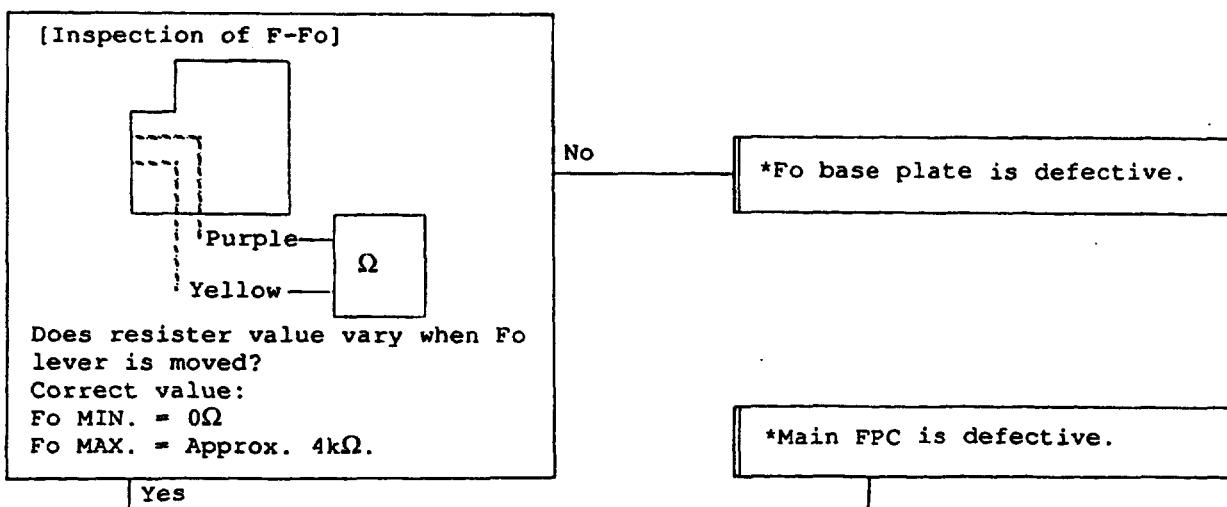 [Inspection of F-Fo]
Purple
Ω
Yellow
Does resister value vary when Fo
lever is moved?
Correct value:
Fo MIN. = 0Ω
Fo MAX. = Approx. 4kΩ.
No
*Fo base plate is defective.
*Main FPC is defective.
Yes